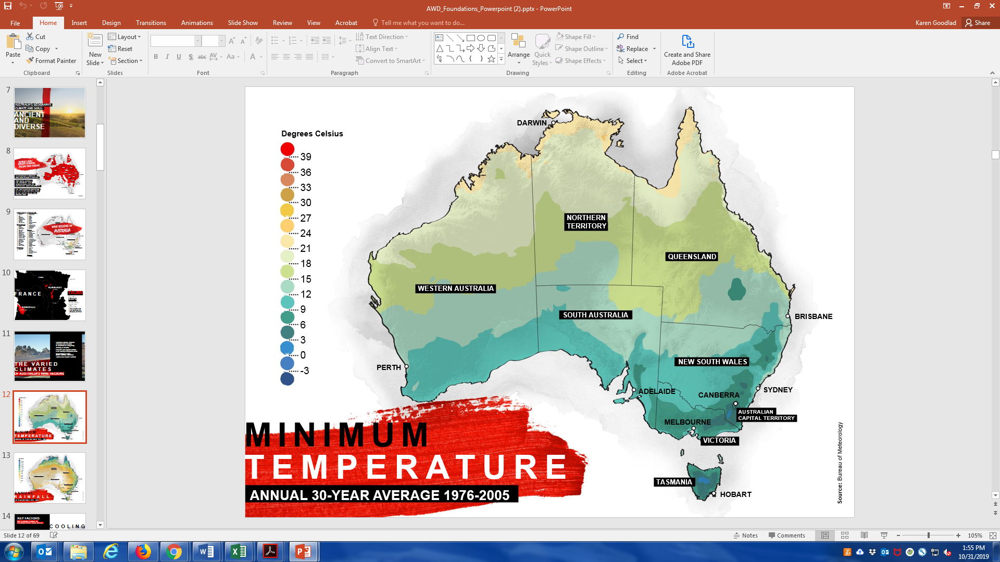 AWD_Foundations_Powerpoint (2).pptx - PowerPoint
File Home Insert Design Transitions Animations Slide Show Review View Acrobat Tell me what you want to do... Karen Goodlad Share
Paste
Cut
Copy
Format Painter
Clipboard
New
Slide
Layout
Reset
Section
Slides
B I U S abc AV Aa A
Font
Text Direction
Align Text
Convert to SmartArt
Paragraph
Arrange
Quick
Styles
Shape Fill
Shape Outline
Shape Effects
Drawing
Find
Replace
Select
Editing
Create and Share
Adobe PDF
Adobe Acrobat
7
AUSTRALIA'S GEOGRAPHY,
CLIMATE AND SOILS:
ANCIENT
AND
DIVERSE
8
9
WINE REGIONS OF
AUSTRALIA
10
FRANCE
BURGUNDY
BORDEAUX
11
THE VARIED
CLIMATES
OF AUSTRALIA'S WINE REGIONS
12
MINIMUM
TEMPERATURE
13
ANNUAL
RAINFALL
14
KEY FACTORS
COOLING
Degrees Celsius
39
36
33
30
27
24
21
18
15
12
9
6
3
0
-3
DARWIN
NORTHERN
TERRITORY
QUEENSLAND
WESTERN AUSTRALIA
SOUTH AUSTRALIA
BRISBANE
NEW SOUTH WALES
PERTH
ADELAIDE
SYDNEY
CANBERRA
AUSTRALIAN
CAPITAL TERRITORY
MELBOURNE
VICTORIA
TASMANIA
HOBART
MINIMUM
TEMPERATURE
ANNUAL 30-YEAR AVERAGE 1976-2005
Source: Bureau of Meteorology
Slide 12 of 69
Notes
Comments
105%
1:55 PM
10/31/2019